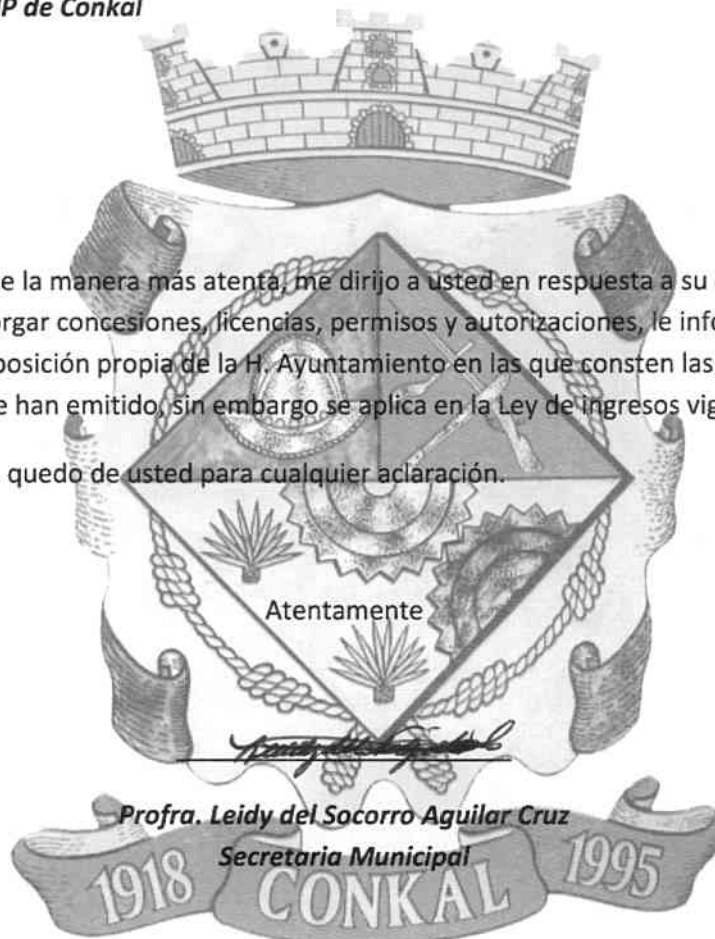 P de Conkal
e la manera más atenta, me dirijo a usted en respuesta a su
orgar concesiones, licencias, permisos y autorizaciones, le info
posición propia de la H. Ayuntamiento en las que consten las
e han emitido, sin embargo se aplica en la Ley de ingresos vig
quedo de usted para cualquier aclaración.
Atentamente
Profra. Leidy del Socorro Aguilar Cruz
Secretaria Municipal
1918 CONKAL 1995